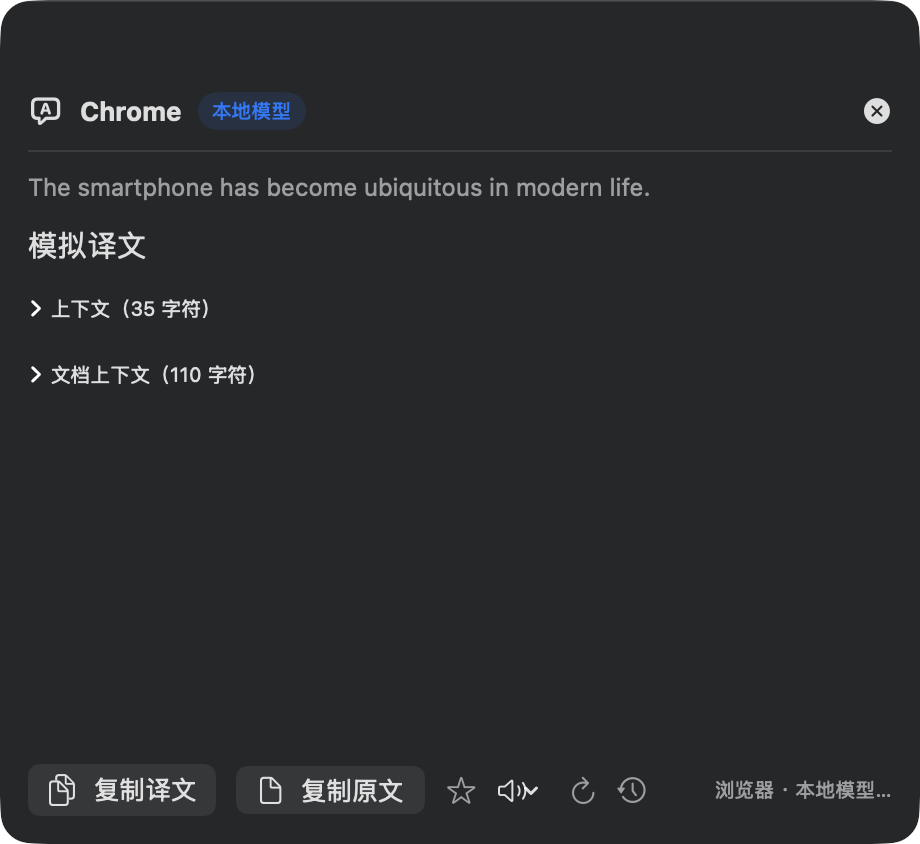 Chrome 本地模型
The smartphone has become ubiquitous in modern life.
模拟译文
上下文（35 字符）
文档上下文（110 字符）
复制译文 复制原文 浏览器 · 本地模型...